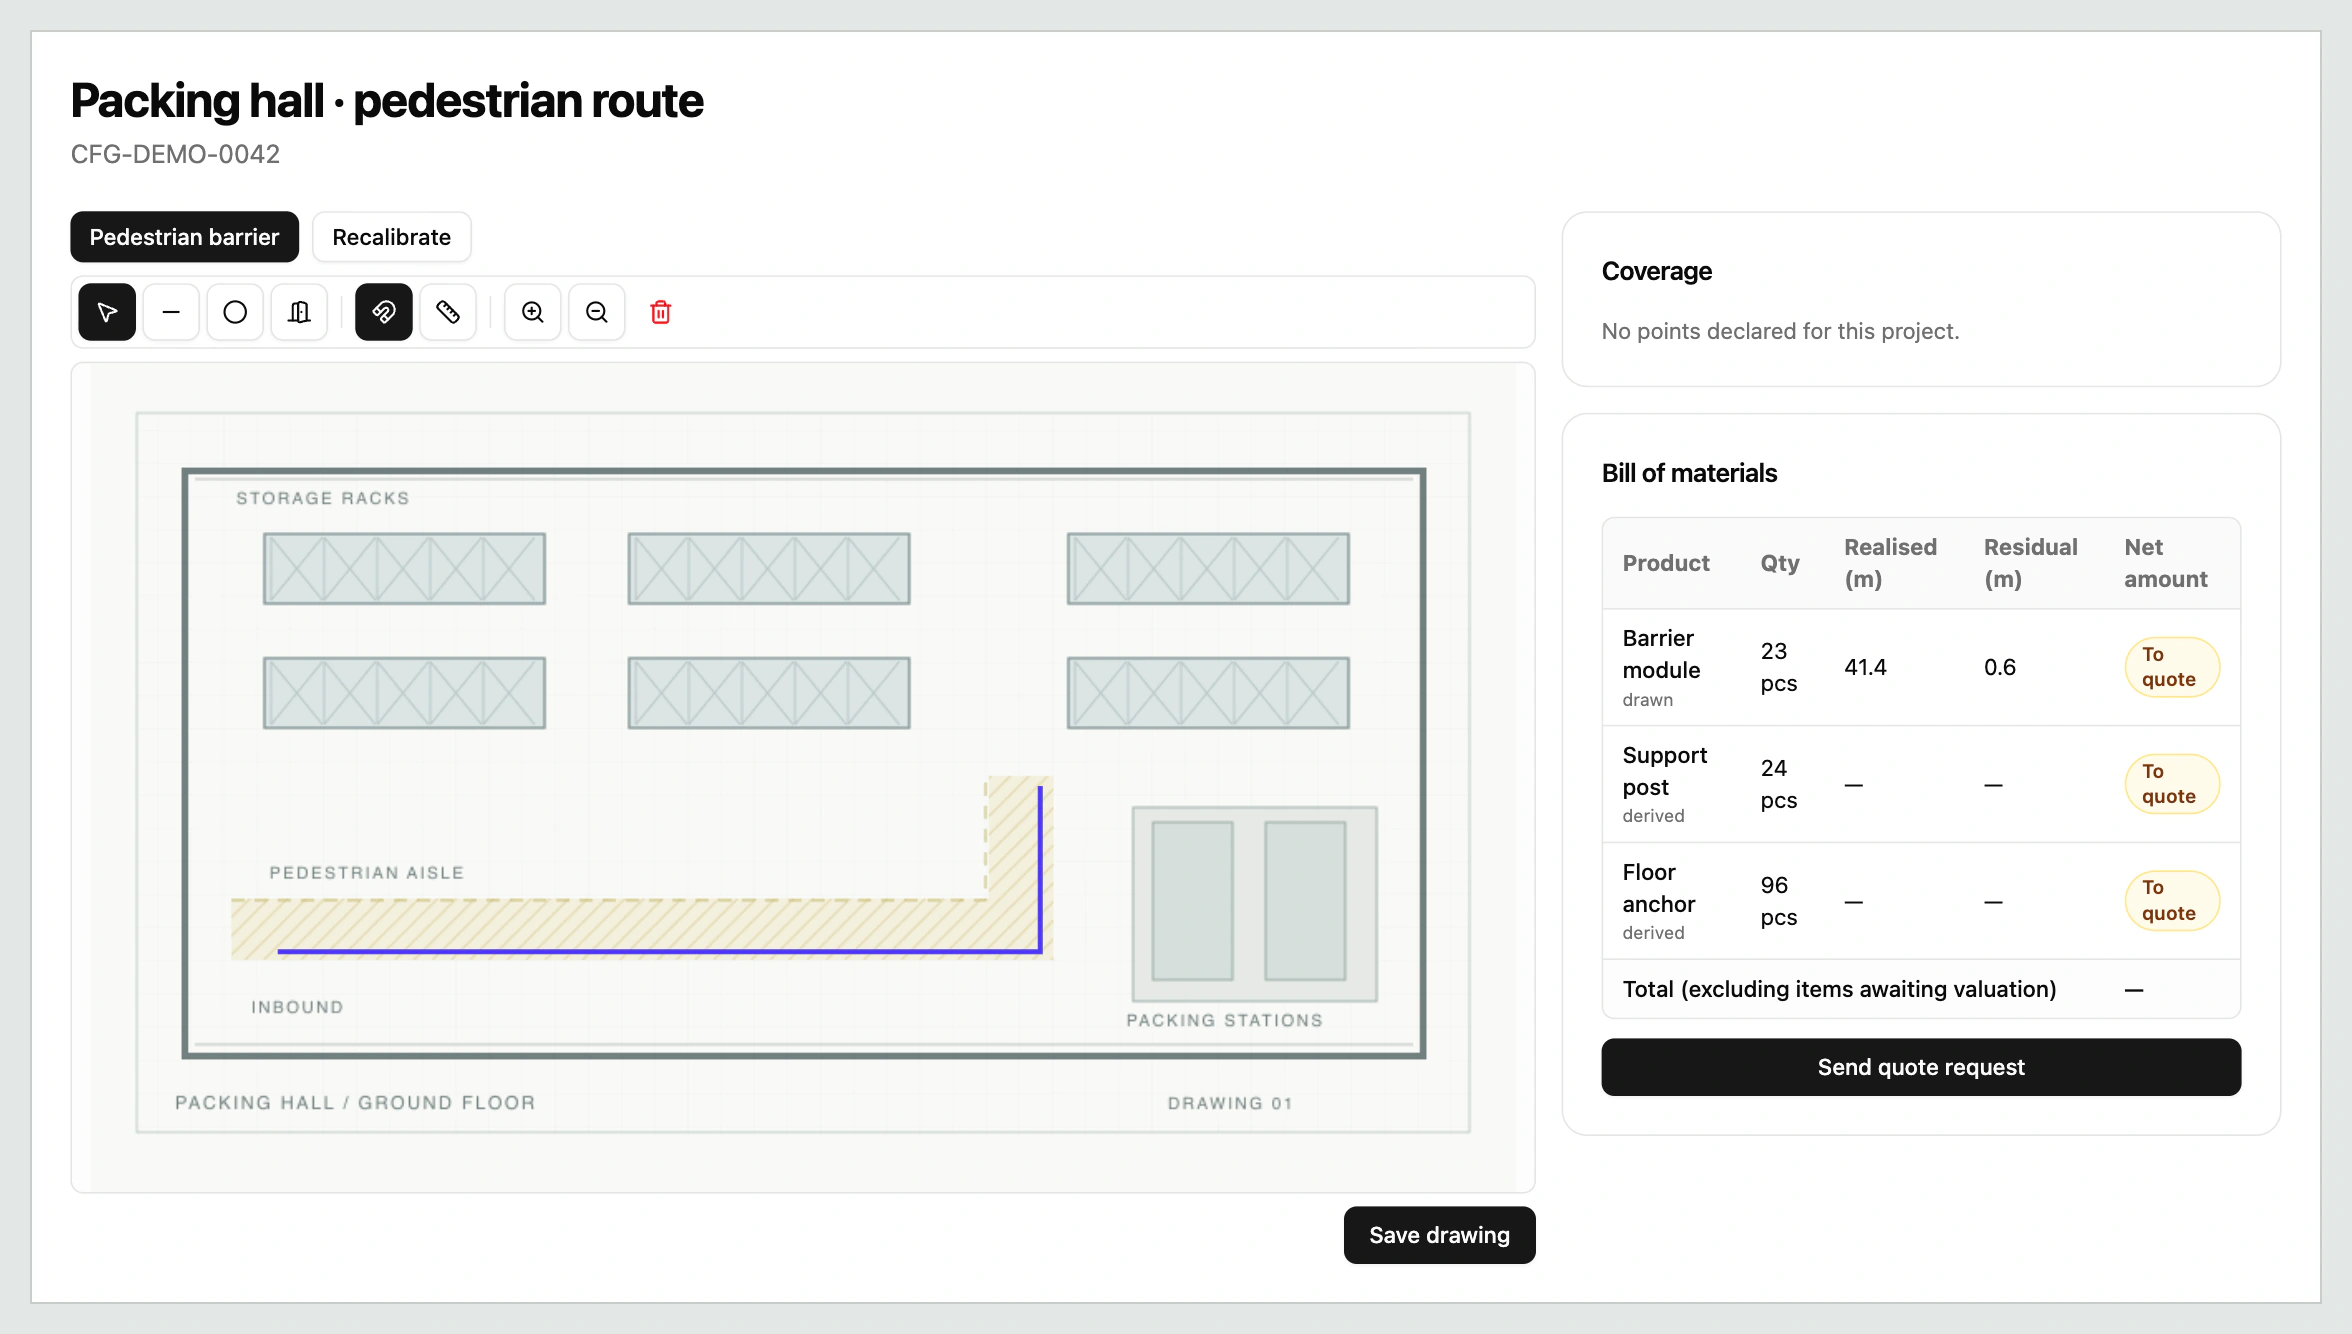 Packing hall · pedestrian route
CFG-DEMO-0042
Pedestrian barrier
Recalibrate
STORAGE RACKS
PEDESTRIAN AISLE
INBOUND
PACKING STATIONS
PACKING HALL / GROUND FLOOR
DRAWING 01
Save drawing
Coverage
No points declared for this project.
Bill of materials
Product Qty Realised (m) Residual (m) Net amount
Barrier module drawn 23 pcs 41.4 0.6 To quote
Support post derived 24 pcs — — To quote
Floor anchor derived 96 pcs — — To quote
Total (excluding items awaiting valuation) —
Send quote request